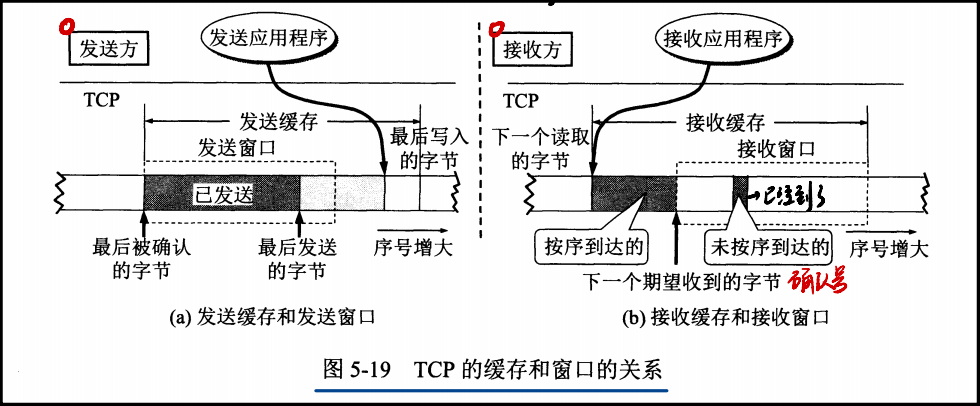 发送方
发送应用程序
TCP
发送缓存
发送窗口
最后写入
的字节
已发送
最后被确认
的字节
最后发送
的字节
序号增大
(a) 发送缓存和发送窗口
接收方
接收应用程序
TCP
下一个读取
的字节
接收缓存
接收窗口
按序到达的
未按序到达的
序号增大
下一个期望收到的字节 确认号
(b) 接收缓存和接收窗口
图 5-19 TCP 的缓存和窗口的关系